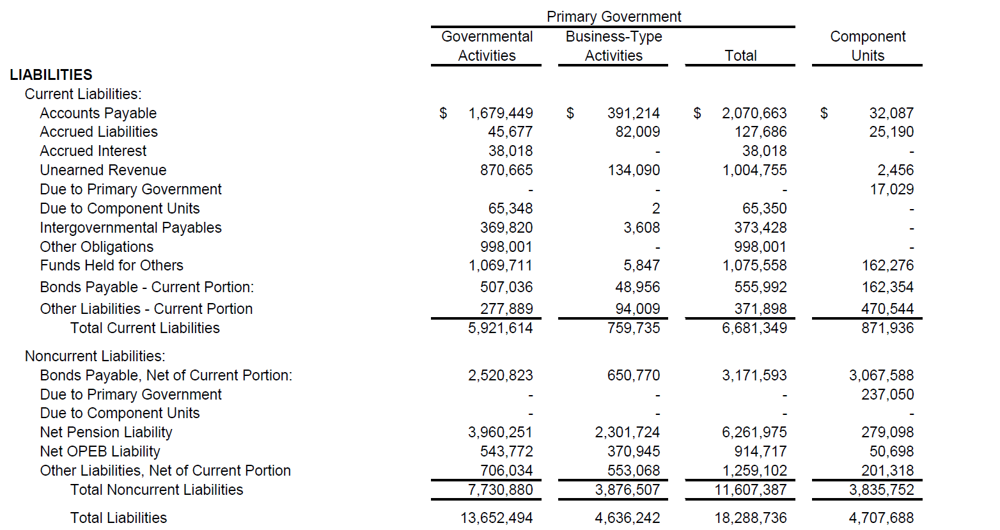 Primary Government
Governmental Business-Type Component
Activities Activities Total Units
LIABILITIES
Current Liabilities:
Accounts Payable $ 1,679,449 $ 391,214 $ 2,070,663 $ 32,087
Accrued Liabilities 45,677 82,009 127,686 25,190
Accrued Interest 38,018 - 38,018 -
Unearned Revenue 870,665 134,090 1,004,755 2,456
Due to Primary Government - - - 17,029
Due to Component Units 65,348 2 65,350 -
Intergovernmental Payables 369,820 3,608 373,428 -
Other Obligations 998,001 - 998,001 -
Funds Held for Others 1,069,711 5,847 1,075,558 162,276
Bonds Payable - Current Portion: 507,036 48,956 555,992 162,354
Other Liabilities - Current Portion 277,889 94,009 371,898 470,544
Total Current Liabilities 5,921,614 759,735 6,681,349 871,936
Noncurrent Liabilities:
Bonds Payable, Net of Current Portion: 2,520,823 650,770 3,171,593 3,067,588
Due to Primary Government - - - 237,050
Due to Component Units - - - -
Net Pension Liability 3,960,251 2,301,724 6,261,975 279,098
Net OPEB Liability 543,772 370,945 914,717 50,698
Other Liabilities, Net of Current Portion 706,034 553,068 1,259,102 201,318
Total Noncurrent Liabilities 7,730,880 3,876,507 11,607,387 3,835,752
Total Liabilities 13,652,494 4,636,242 18,288,736 4,707,688